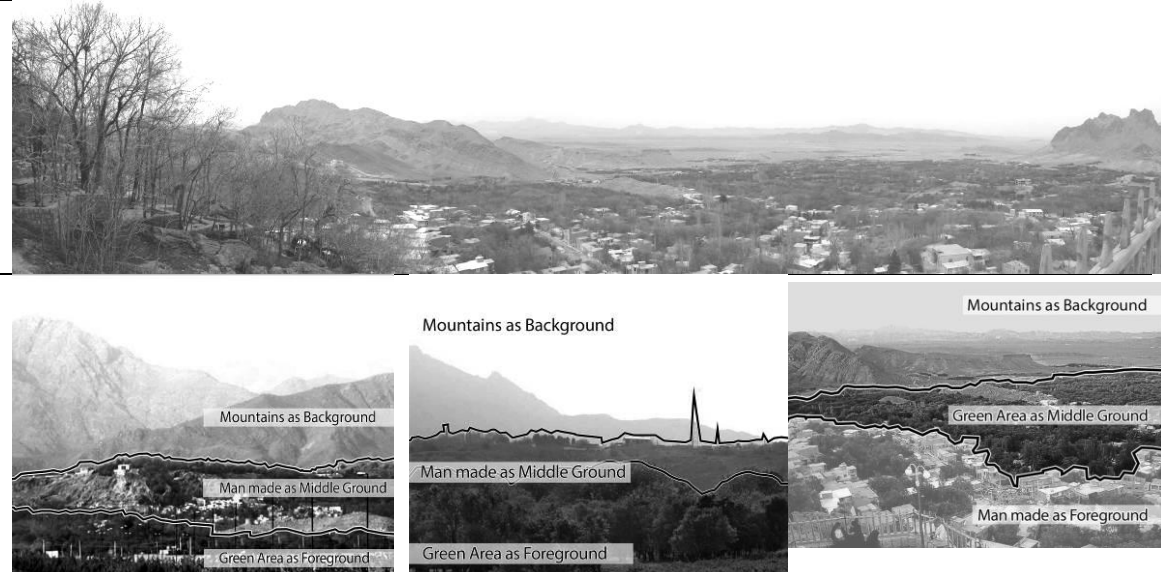 Mountains as Background
Man made as Middle Ground
Green Area as Foreground
Mountains as Background
Man made as Middle Ground
Green Area as Foreground
Mountains as Background
Green Area as Middle Ground
Man made as Foreground